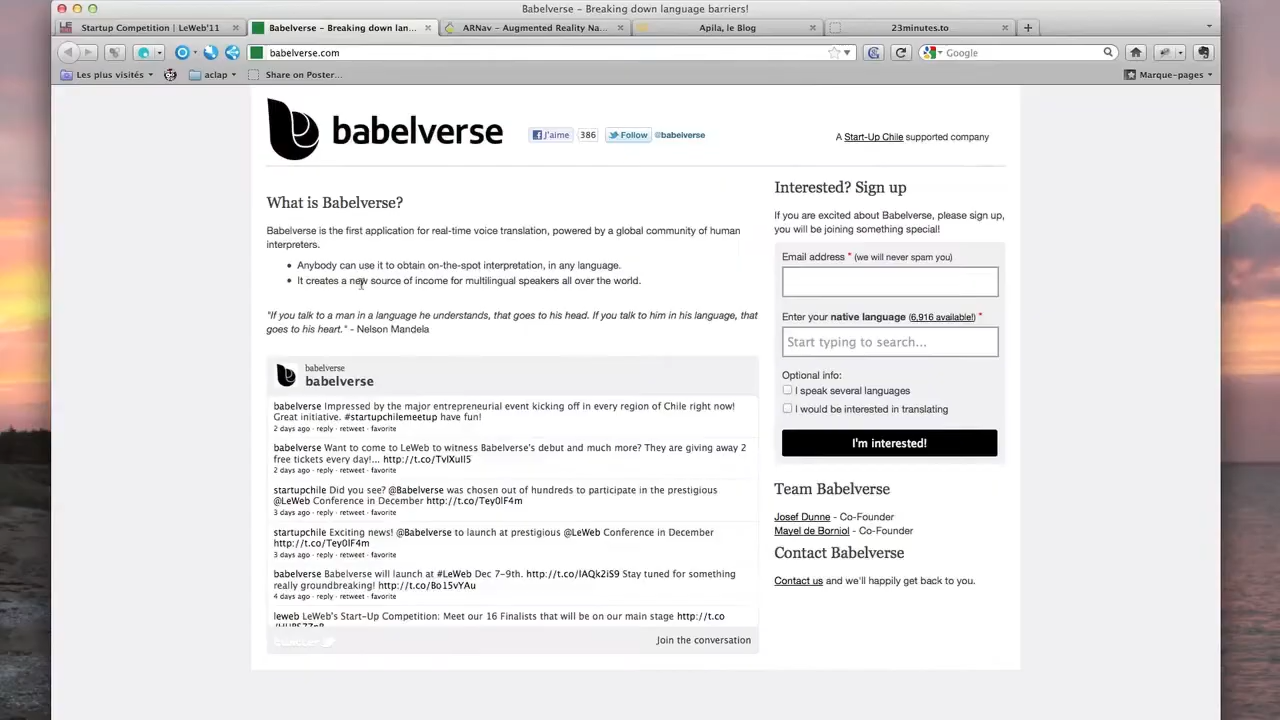 Babelverse – Breaking down language barriers!
Startup Competition | LeWeb'11
Babelverse – Breaking down lan...
ARNav – Augmented Reality Na...
Apila, le Blog
23minutes.to
babelverse.com
Google
Les plus visités
aclap
Share on Poster...
Marque-pages
babelverse
J'aime 386
Follow @babelverse
A Start-Up Chile supported company
What is Babelverse?
Babelverse is the first application for real-time voice translation, powered by a global community of human
interpreters.
• Anybody can use it to obtain on-the-spot interpretation, in any language.
• It creates a new source of income for multilingual speakers all over the world.
"If you talk to a man in a language he understands, that goes to his head. If you talk to him in his language, that
goes to his heart." - Nelson Mandela
babelverse
babelverse
babelverse Impressed by the major entrepreneurial event kicking off in every region of Chile right now!
Great initiative. #startupchilemeetup have fun!
2 days ago · reply · retweet · favorite
babelverse Want to come to LeWeb to witness Babelverse's debut and much more? They are giving away 2
free tickets every day!...
2 days ago · reply · retweet · favorite
startupchile Did you see? @Babelverse was chosen out of hundreds to participate in the prestigious
@LeWeb Conference in December http://t.co/Tey0lF4m
3 days ago · reply · retweet · favorite
startupchile Exciting news! @Babelverse to launch at prestigious @LeWeb Conference in December
http://t.co/Tey0lF4m
3 days ago · reply · retweet · favorite
babelverse Babelverse will launch at #LeWeb Dec 7-9th. http://t.co/lAQk2iS9 Stay tuned for something
really groundbreaking! http://t.co/Bo15vYAu
4 days ago · reply · retweet · favorite
leweb LeWeb's Start-Up Competition: Meet our 16 Finalists that will be on our main stage http://t.co
Join the conversation
Interested? Sign up
If you are excited about Babelverse, please sign up,
you will be joining something special!
Email address * (we will never spam you)
Enter your native language (6,916 available!) *
Start typing to search...
Optional info:
I speak several languages
I would be interested in translating
I'm interested!
Team Babelverse
Josef Dunne - Co-Founder
Mayel de Borniol - Co-Founder
Contact Babelverse
Contact us and we'll happily get back to you.